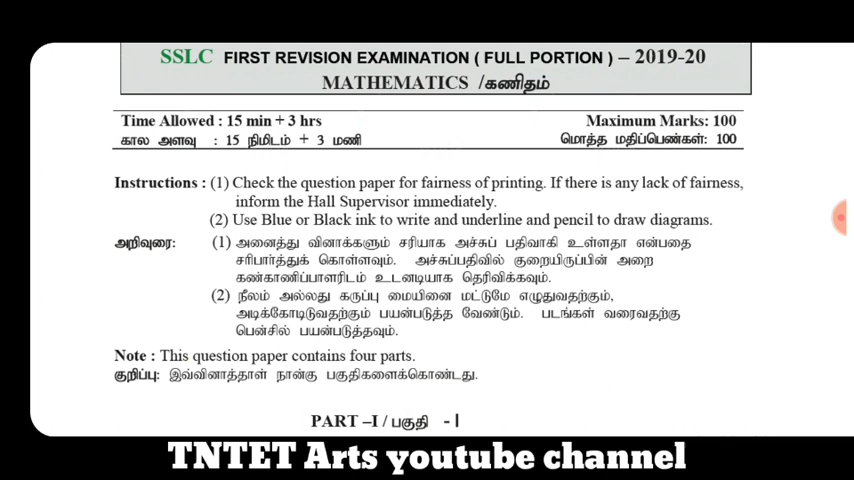 SSLC FIRST REVISION EXAMINATION ( FULL PORTION ) – 2019-20
MATHEMATICS /கணிதம்
Time Allowed : 15 min + 3 hrs Maximum Marks: 100
கால அளவு : 15 நிமிடம் + 3 மணி மொத்த மதிப்பெண்கள்: 100
Instructions : (1) Check the question paper for fairness of printing. If there is any lack of fairness,
inform the Hall Supervisor immediately.
(2) Use Blue or Black ink to write and underline and pencil to draw diagrams.
அறிவுரை: (1) அனைத்து வினாக்களும் சரியாக அச்சுப் பதிவாகி உள்ளதா என்பதை
சரிபார்த்துக் கொள்ளவும். அச்சுப்பதிவில் குறையிருப்பின் அறை
கண்காணிப்பாளரிடம் உடனடியாக தெரிவிக்கவும்.
(2) நீலம் அல்லது கருப்பு மையினை மட்டுமே எழுதுவதற்கும்,
அடிக்கோடிடுவதற்கும் பயன்படுத்த வேண்டும். படங்கள் வரைவதற்கு
பென்சில் பயன்படுத்தவும்.
Note : This question paper contains four parts.
குறிப்பு: இவ்வினாத்தாள் நான்கு பகுதிகளைக்கொண்டது.
PART –I / பகுதி - I
TNTET Arts youtube channel